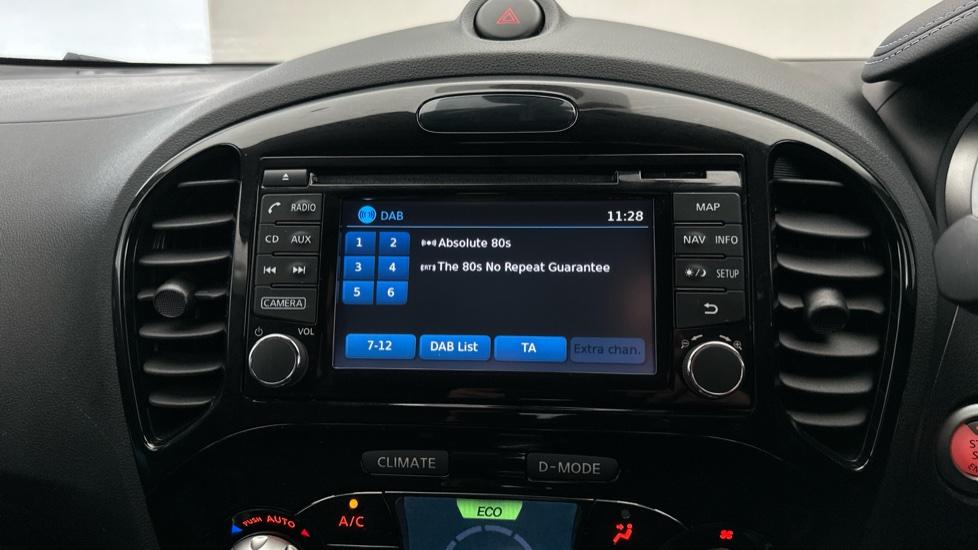 RADIO
CD AUX
CAMERA
VOL
DAB 11:28
1 2
3 4
5 6
Absolute 80s
The 80s No Repeat Guarantee
7-12 DAB List TA Extra chan.
MAP
NAV INFO
SETUP
CLIMATE D-MODE
PUSH AUTO
A/C
ECO